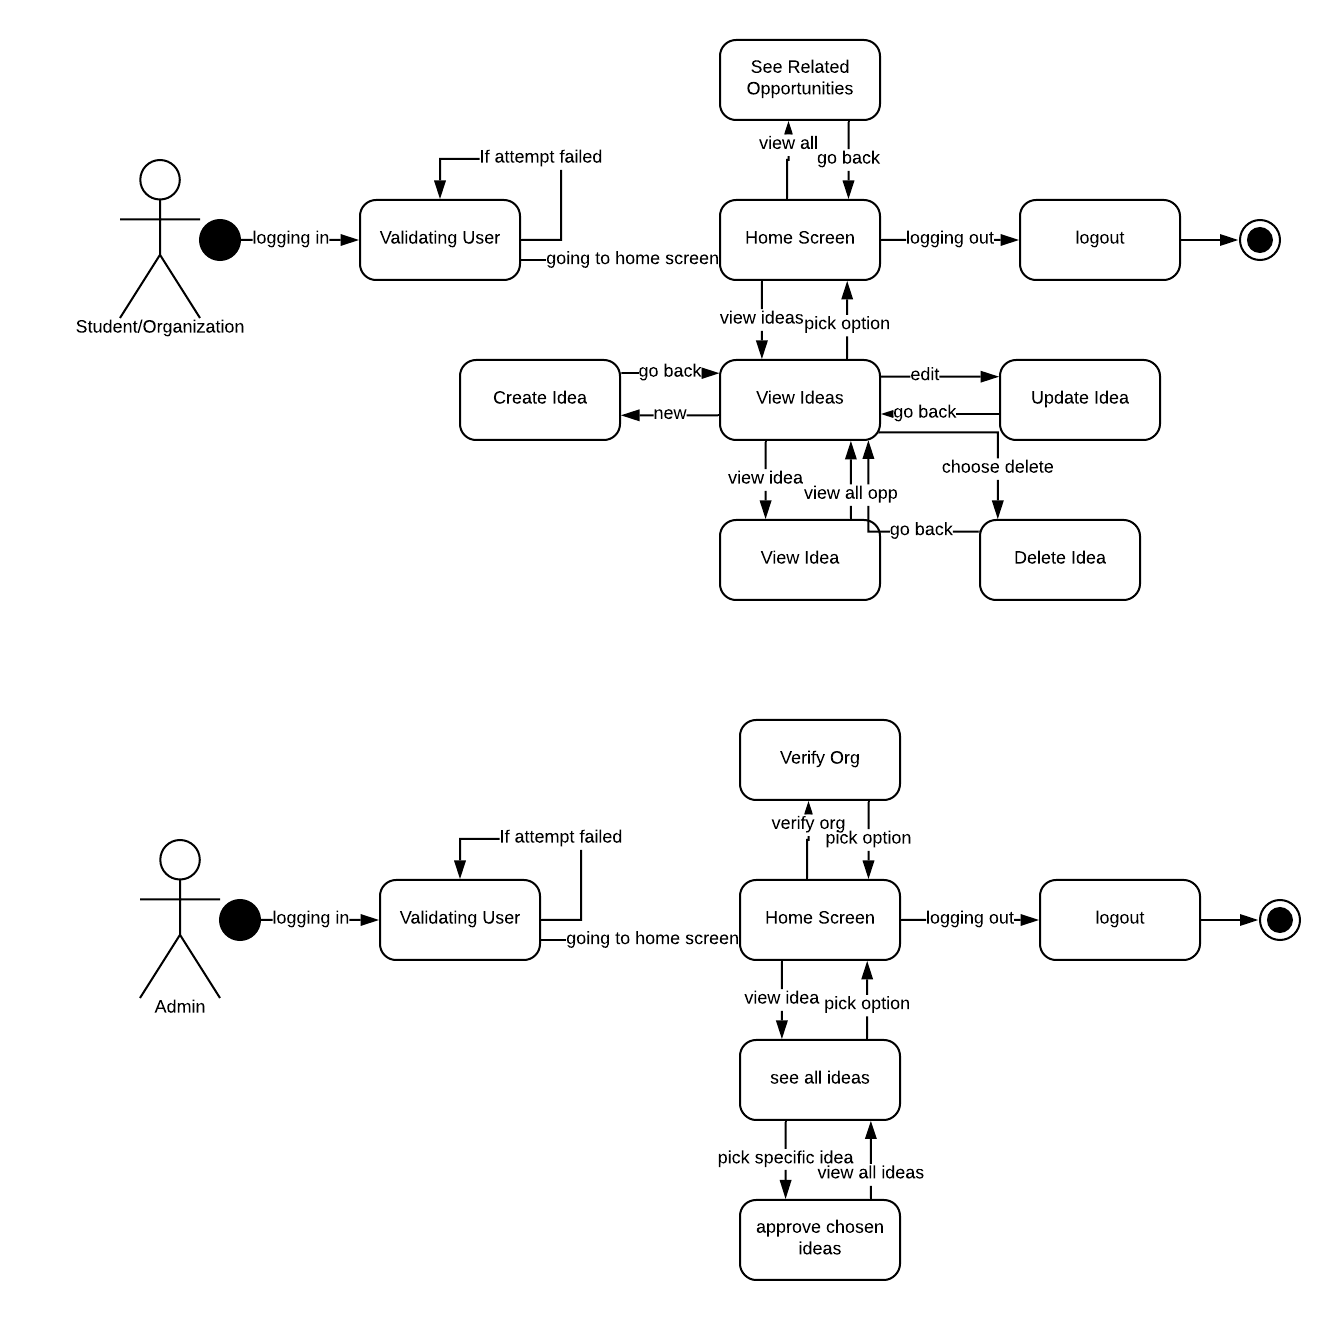 See Related
Opportunities
view all
go back
If attempt failed
logging in
Validating User
going to home screen
Home Screen
logging out
logout
Student/Organization
view ideas
pick option
Create Idea
go back
new
View Ideas
edit
go back
Update Idea
choose delete
view idea
view all opp
go back
View Idea
Delete Idea
Verify Org
verify org
pick option
If attempt failed
logging in
Validating User
going to home screen
Home Screen
logging out
logout
Admin
view idea
pick option
see all ideas
pick specific idea
view all ideas
approve chosen
ideas